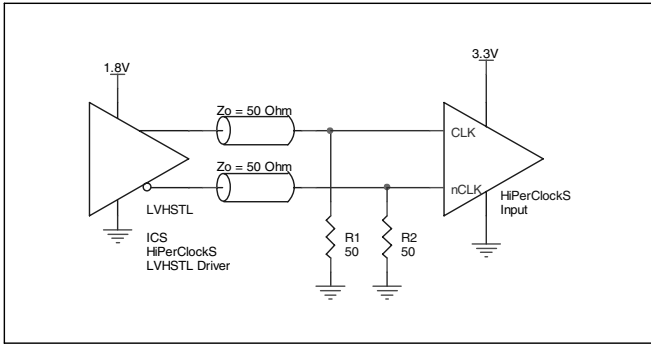 1.8V
3.3V
Zo = 50 Ohm
CLK
Zo = 50 Ohm
nCLK
HiPerClockS
Input
LVHSTL
ICS
HiPerClockS
LVHSTL Driver
R1
50
R2
50